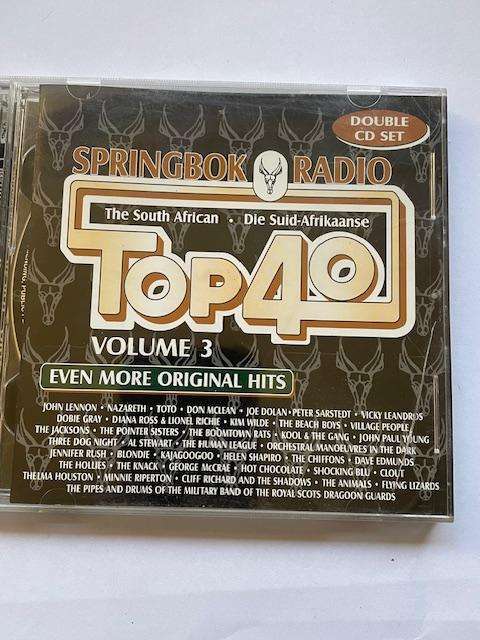 DOUBLE
CD SET
SPRINGBOK RADIO
The South African • Die Suid-Afrikaanse
TOP 40
VOLUME 3
EVEN MORE ORIGINAL HITS
JOHN LENNON • NAZARETH • TOTO • DON MCLEAN • JOE DOLAN • PETER SARSTEDT • VICKY LEANDROS
DOBIE GRAY • DIANA ROSS & LIONEL RICHIE • KIM WILDE • THE BEACH BOYS • VILLAGE PEOPLE
THE JACKSONS • THE POINTER SISTERS • THE BOOMTOWN RATS • KOOL & THE GANG • JOHN PAUL YOUNG
THREE DOG NIGHT • AL STEWART • THE HUMAN LEAGUE • ORCHESTRAL MANOEUVRES IN THE DARK
JENNIFER RUSH • BLONDIE • KAJAGOOGOO • HELEN SHAPIRO • THE CHIFFONS • DAVE EDMUNDS
THE HOLLIES • THE KNACK • GEORGE McCRAE • HOT CHOCOLATE • SHOCKING BLU • CLOUT
THELMA HOUSTON • MINNIE RIPERTON • CLIFF RICHARD AND THE SHADOWS • THE ANIMALS • FLYING LIZARDS
THE PIPES AND DRUMS OF THE MILITARY BAND OF THE ROYAL SCOTS DRAGOON GUARDS